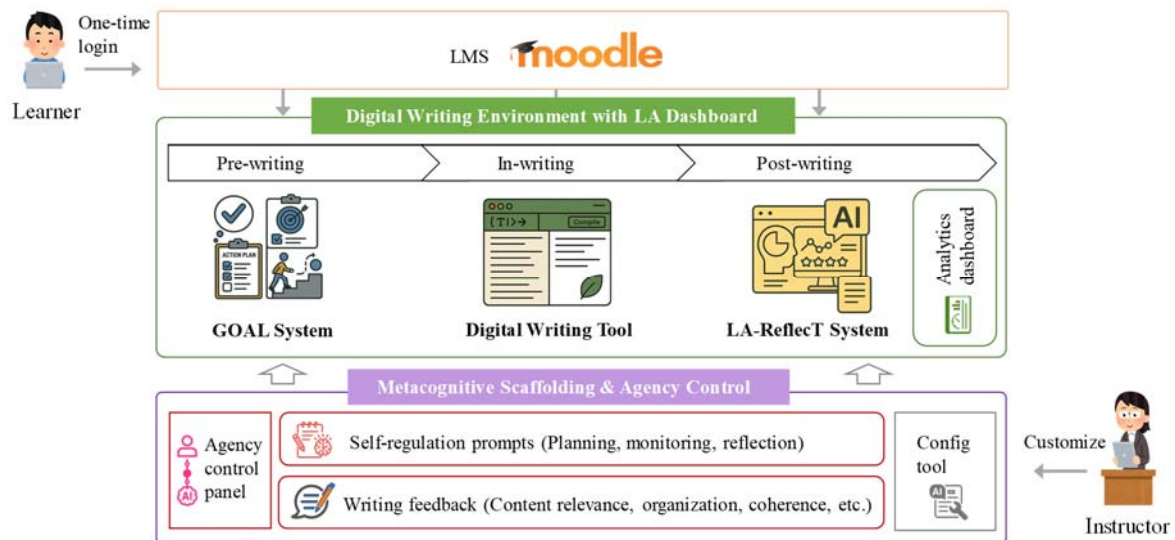 One-time
login
Learner
LMS moodle
Digital Writing Environment with LA Dashboard
Pre-writing
In-writing
Post-writing
ACTION PLAN
{T|>→
Compile
AI
GOAL System
Digital Writing Tool
LA-ReflecT System
Analytics
dashboard
Metacognitive Scaffolding & Agency Control
AI
Agency
control
panel
Self-regulation prompts (Planning, monitoring, reflection)
Writing feedback (Content relevance, organization, coherence, etc.)
Config
tool
AI
Customize
Instructor